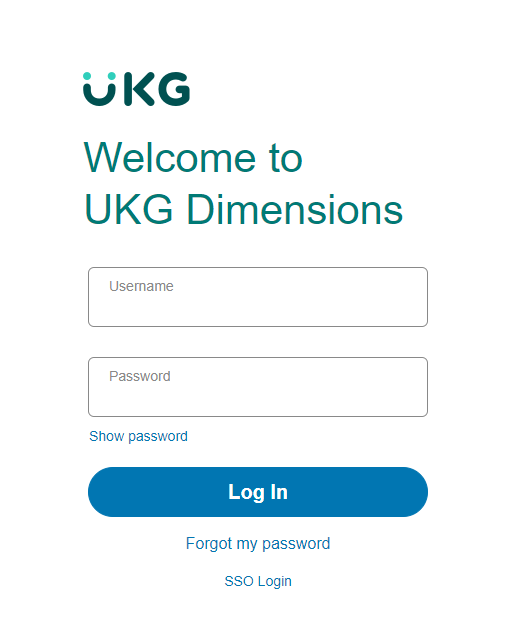 UKG
Welcome to
UKG Dimensions
Username
Password
Show password
Log In
Forgot my password
SSO Login